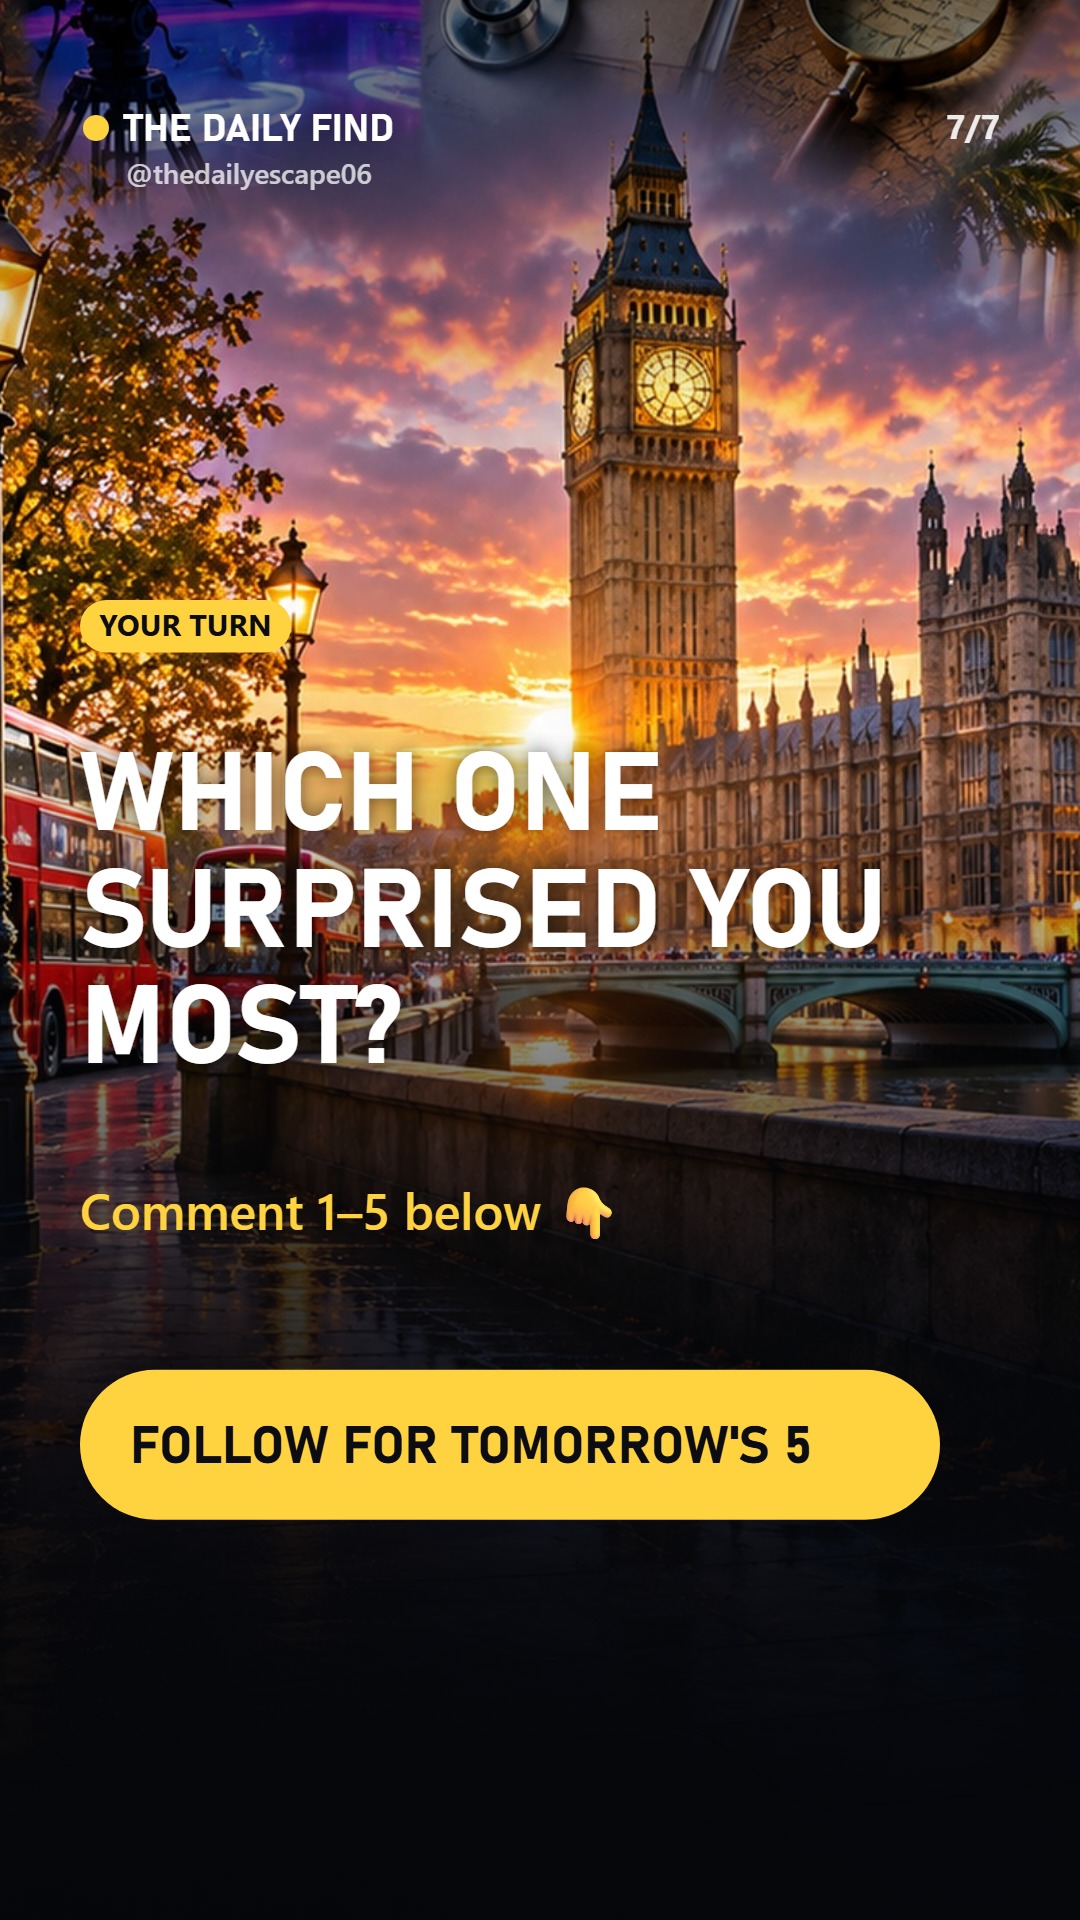 THE DAILY FIND
7/7
@thedailyescape06
YOUR TURN
WHICH ONE
SURPRISED YOU
MOST?
Comment 1–5 below 👇
FOLLOW FOR TOMORROW'S 5